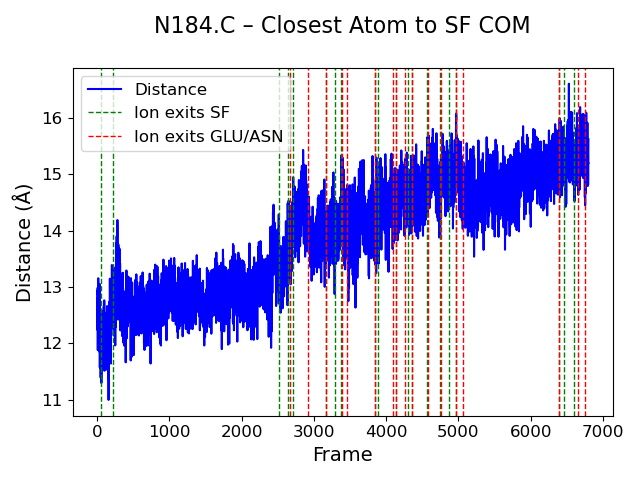 N184.C – Closest Atom to SF COM
Distance
Ion exits SF
Ion exits GLU/ASN
Distance (Å)
16
15
14
13
12
11
0 1000 2000 3000 4000 5000 6000 7000
Frame